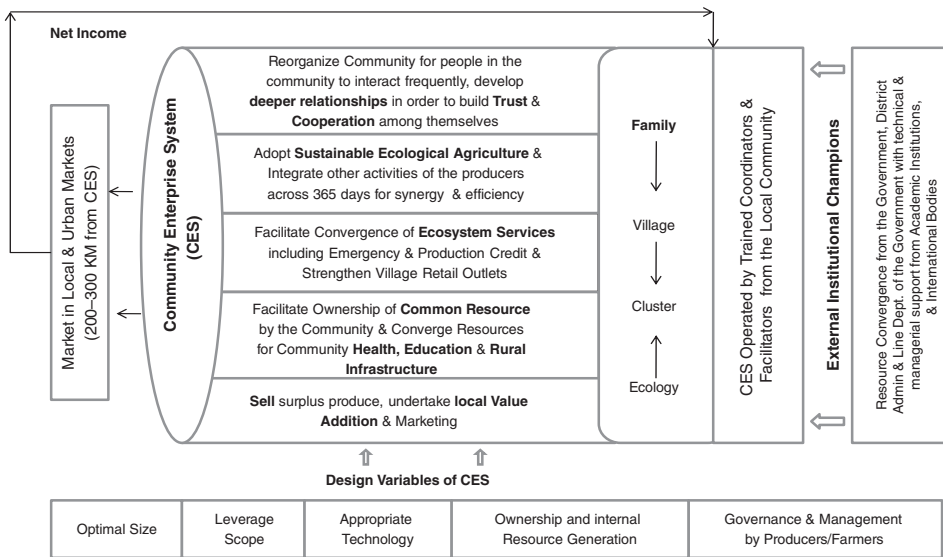 Net Income
Market in Local & Urban Markets
(200–300 KM from CES)
Community Enterprise System
(CES)
Reorganize Community for people in the
community to interact frequently, develop
deeper relationships in order to build Trust &
Cooperation among themselves
Adopt Sustainable Ecological Agriculture &
Integrate other activities of the producers
across 365 days for synergy & efficiency
Facilitate Convergence of Ecosystem Services
including Emergency & Production Credit &
Strengthen Village Retail Outlets
Facilitate Ownership of Common Resource
by the Community & Converge Resources
for Community Health, Education & Rural
Infrastructure
Sell surplus produce, undertake local Value
Addition & Marketing
Family
Village
Cluster
Ecology
CES Operated by Trained Coordinators &
Facilitators from the Local Community
External Institutional Champions
Resource Convergence from the Government, District
Admin & Line Dept. of the Government with technical &
managerial support from Academic Institutions,
& International Bodies
Design Variables of CES
Optimal Size
Leverage
Scope
Appropriate
Technology
Ownership and internal
Resource Generation
Governance & Management
by Producers/Farmers